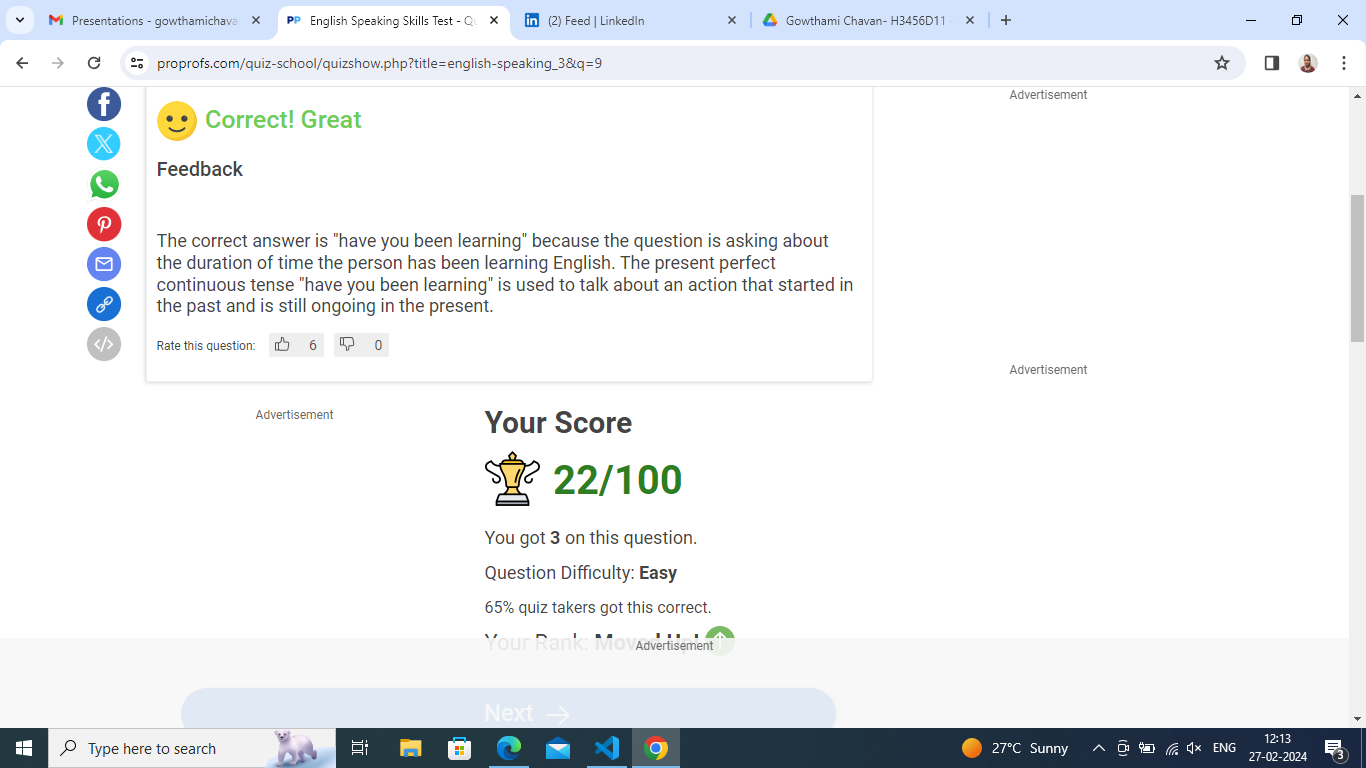 Presentations - gowthamichava
English Speaking Skills Test - Qu
(2) Feed | LinkedIn
Gowthami Chavan- H3456D11
proprofs.com/quiz-school/quizshow.php?title=english-speaking_3&q=9
Advertisement
Correct! Great
Feedback
The correct answer is "have you been learning" because the question is asking about
the duration of time the person has been learning English. The present perfect
continuous tense "have you been learning" is used to talk about an action that started in
the past and is still ongoing in the present.
Rate this question: 6 0
Advertisement
Advertisement
Your Score
22/100
You got 3 on this question.
Question Difficulty: Easy
65% quiz takers got this correct.
Your Rank: Moved Up!
Advertisement
Next
Type here to search
27°C Sunny
ENG
12:13
27-02-2024
3